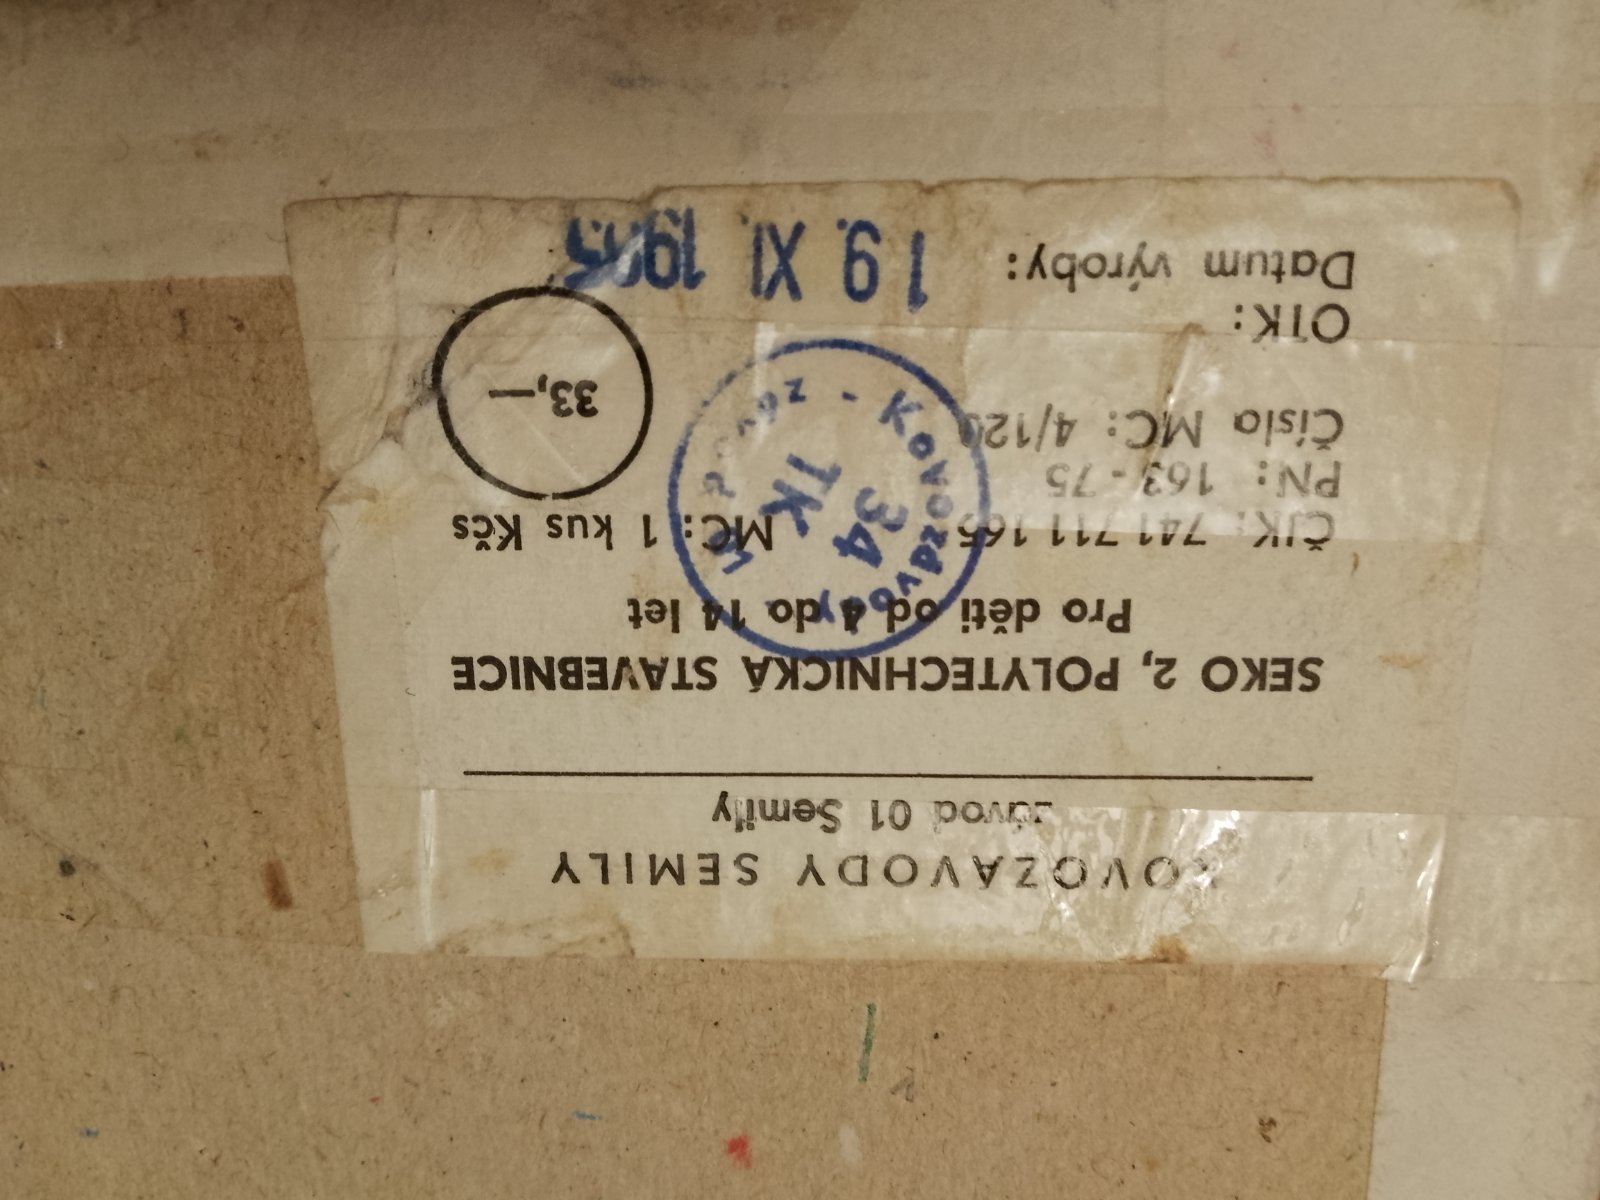 KOVOZÁVODY SEMILY
závod 01 Semily
SEKO 2, POLYTECHNICKÁ STAVEBNICE
Pro děti od 4 do 14 let
ČJK: 741 711 165 MC: 1 kus Kčs
33,—
PN: 163 - 75
Číslo MC: 4/120
OTK:
Kovozávody
34
TK
Datum výroby: 19. XI.